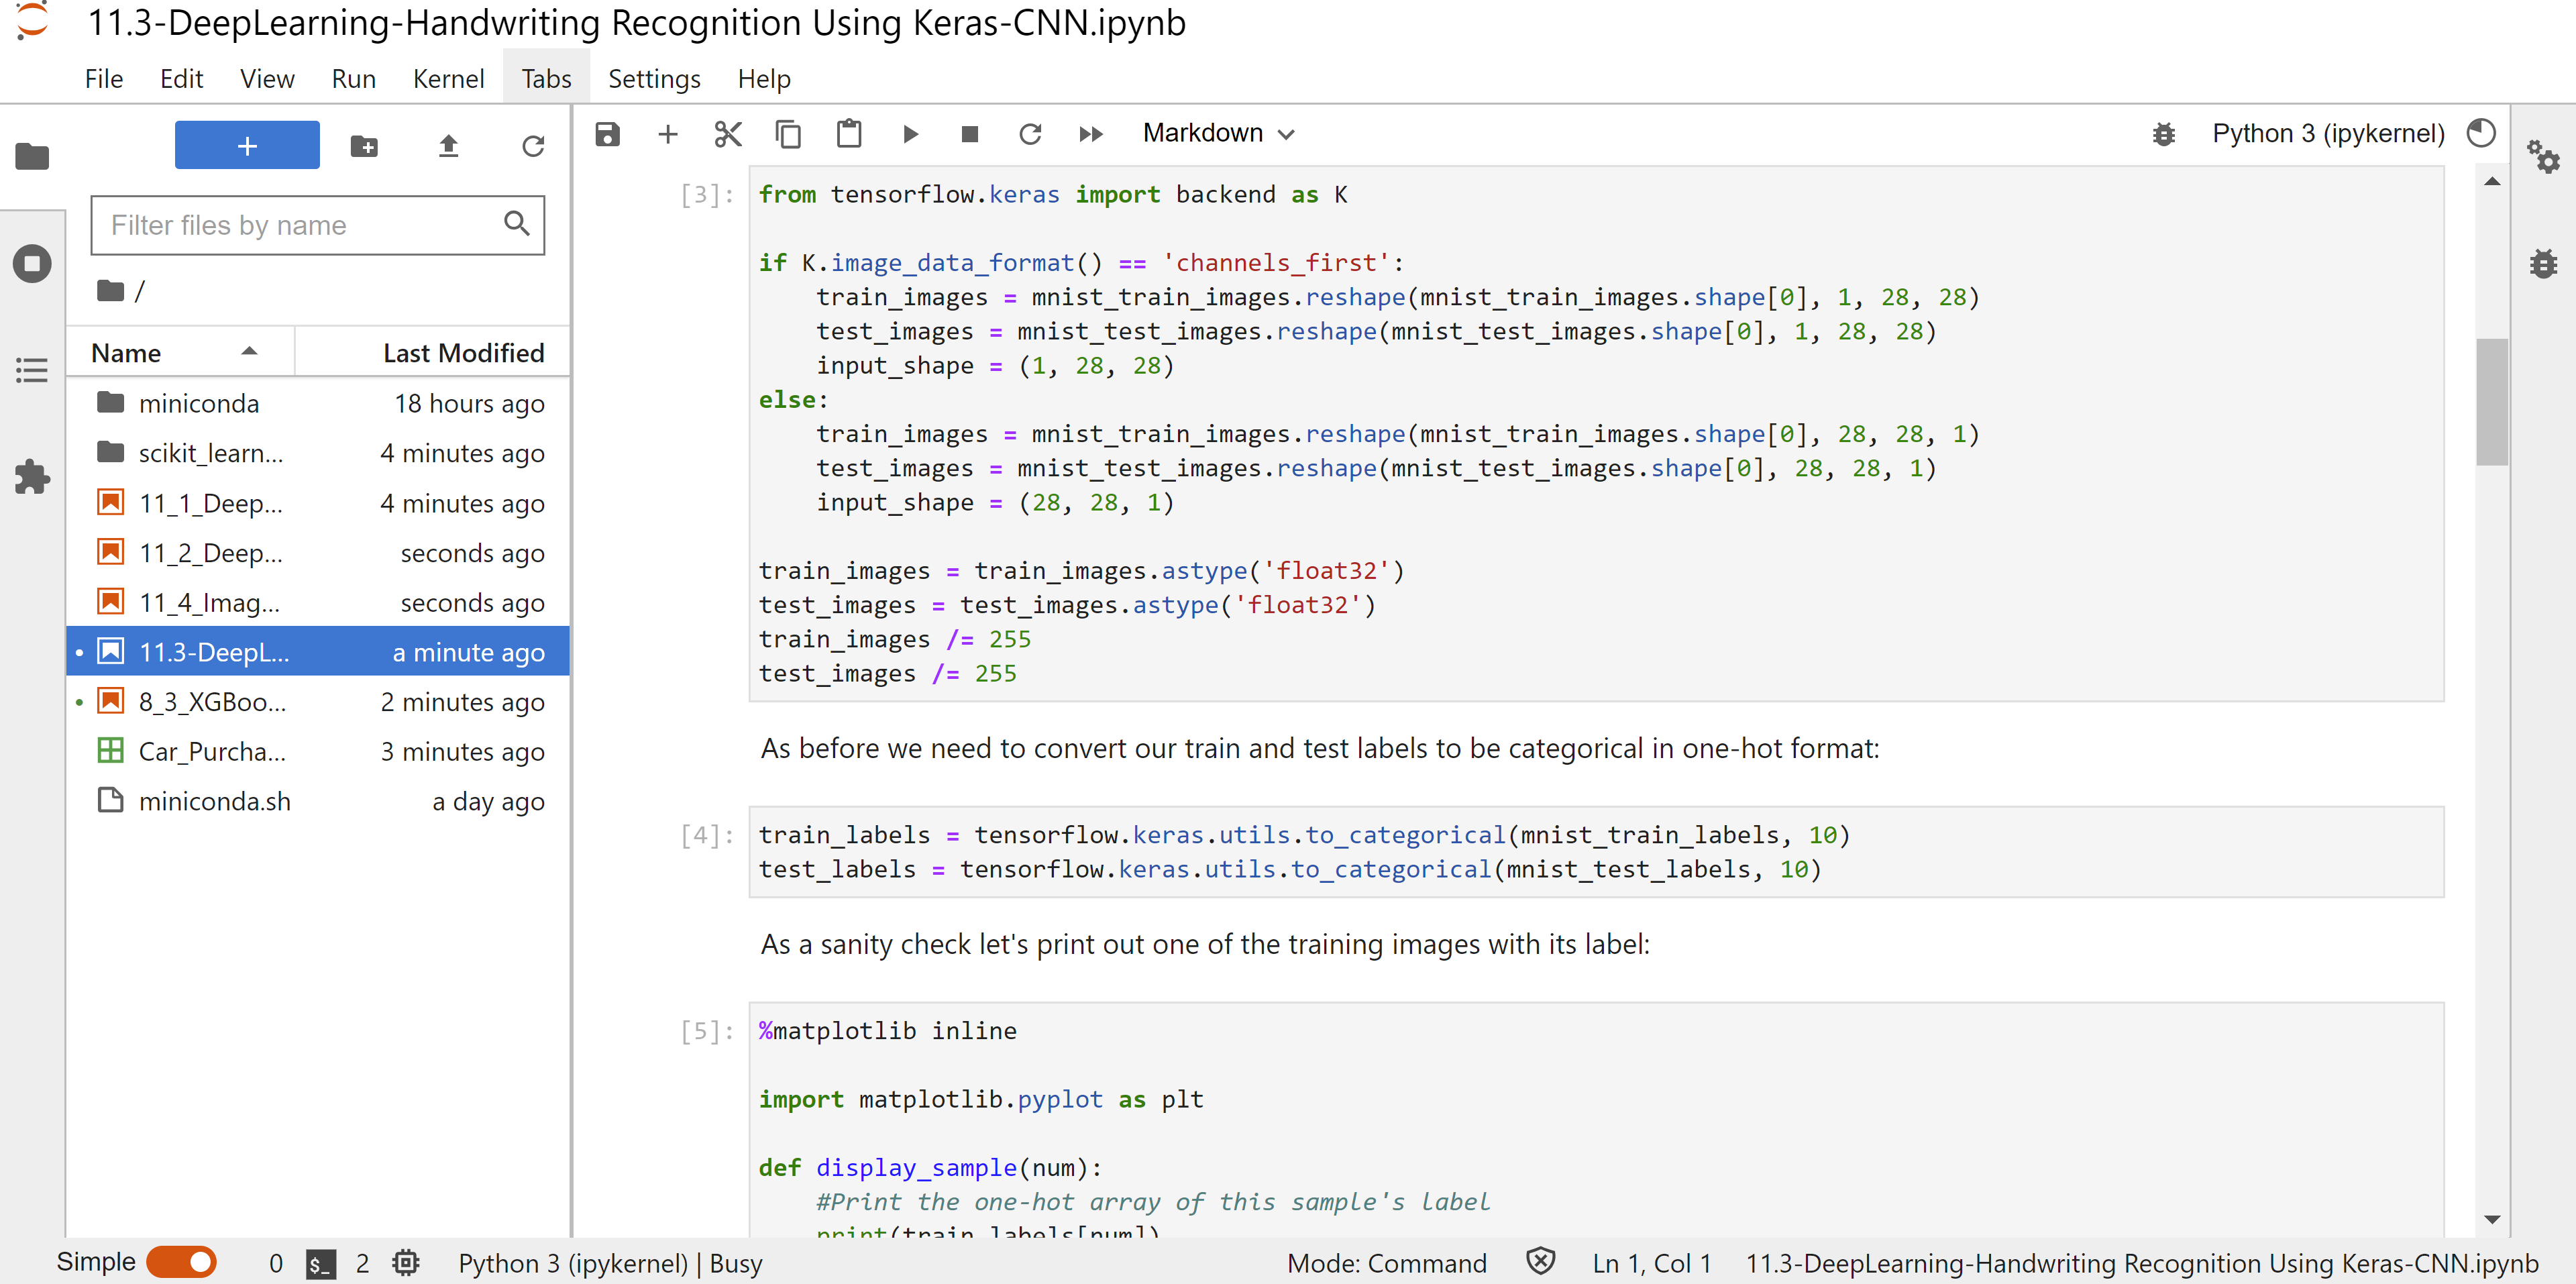 11.3-DeepLearning-Handwriting Recognition Using Keras-CNN.ipynb
File Edit View Run Kernel Tabs Settings Help
+
Filter files by name
/
Name Last Modified
miniconda 18 hours ago
scikit_learn... 4 minutes ago
11_1_Deep... 4 minutes ago
11_2_Deep... seconds ago
11_4_Imag... seconds ago
11.3-DeepL... a minute ago
8_3_XGBoo... 2 minutes ago
Car_Purcha... 3 minutes ago
miniconda.sh a day ago
Markdown Python 3 (ipykernel)
[3]: from tensorflow.keras import backend as K
if K.image_data_format() == 'channels_first':
    train_images = mnist_train_images.reshape(mnist_train_images.shape[0], 1, 28, 28)
    test_images = mnist_test_images.reshape(mnist_test_images.shape[0], 1, 28, 28)
    input_shape = (1, 28, 28)
else:
    train_images = mnist_train_images.reshape(mnist_train_images.shape[0], 28, 28, 1)
    test_images = mnist_test_images.reshape(mnist_test_images.shape[0], 28, 28, 1)
    input_shape = (28, 28, 1)
train_images = train_images.astype('float32')
test_images = test_images.astype('float32')
train_images /= 255
test_images /= 255
As before we need to convert our train and test labels to be categorical in one-hot format:
[4]: train_labels = tensorflow.keras.utils.to_categorical(mnist_train_labels, 10)
test_labels = tensorflow.keras.utils.to_categorical(mnist_test_labels, 10)
As a sanity check let's print out one of the training images with its label:
[5]: %matplotlib inline
import matplotlib.pyplot as plt
def display_sample(num):
    #Print the one-hot array of this sample's label
    print(train_labels[num])
Simple 0 $_ 2 Python 3 (ipykernel) | Busy Mode: Command Ln 1, Col 1 11.3-DeepLearning-Handwriting Recognition Using Keras-CNN.ipynb